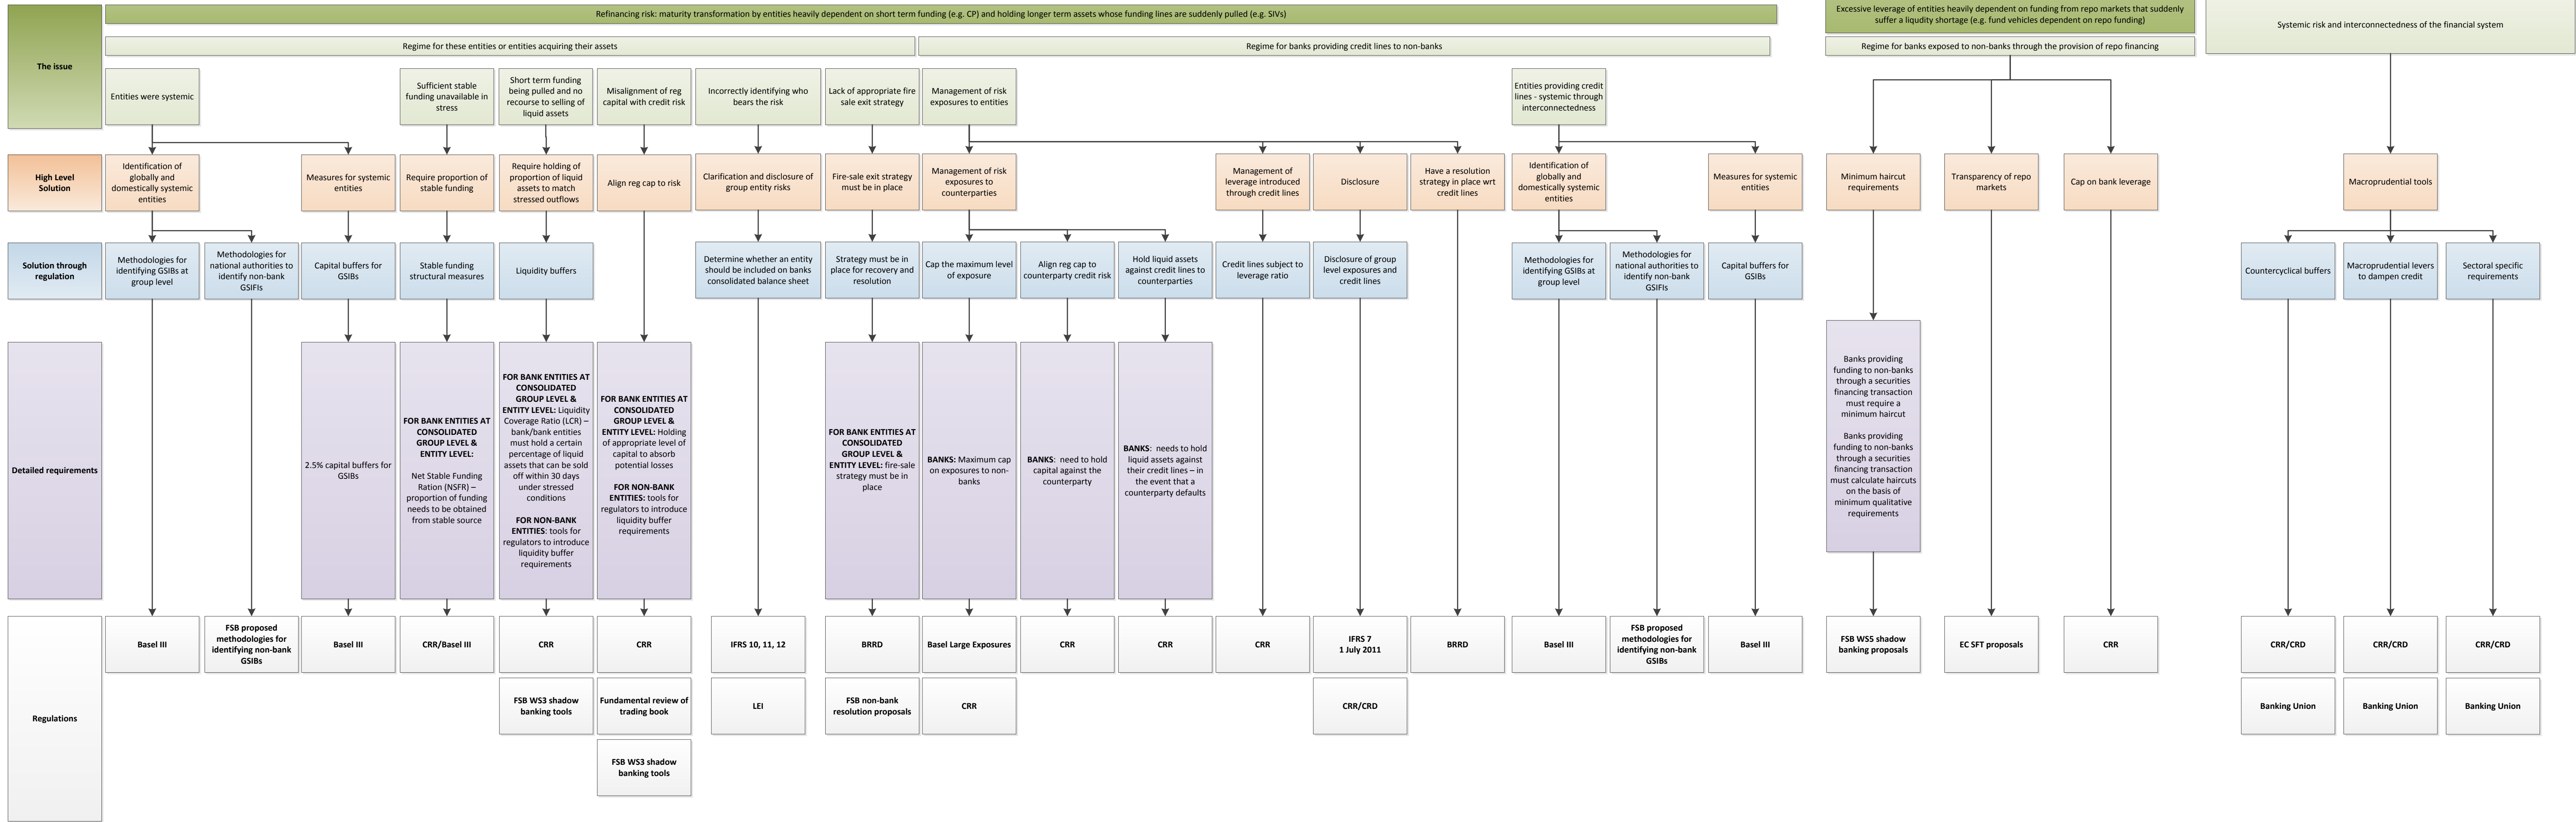 Refinancing risk: maturity transformation by entities heavily dependent on short term funding (e.g. CP) and holding longer term assets whose funding lines are suddenly pulled (e.g. SIVs)
Excessive leverage of entities heavily dependent on funding from repo markets that suddenly
suffer a liqudity shortage (e.g. fund vehicles dependent on repo funding)
Systemic risk and interconnectedness of the financial system
Regime for these entities or entities acquiring their assets
Regime for banks providing credit lines to non-banks
Regime for banks exposed to non-banks through the provision of repo financing
The issue
Entities were systemic
Sufficient stable
funding unavailable in
stress
Short term funding
being pulled and no
recourse to selling of
liquid assets
Misalignment of reg
capital with credit risk
Incorrectly identifying who
bears the risk
Lack of appropriate fire
sale exit strategy
Management of risk
exposures to entities
Entities providing credit
lines - systemic through
interconnectedness
High Level
Solution
Identification of
globally and
domestically systemic
entities
Measures for systemic
entities
Require proportion of
stable funding
Require holding of
proportion of liquid
assets to match
stressed outflows
Align reg cap to risk
Clarification and disclosure of
group entity risks
Fire-sale exit strategy
must be in place
Management of risk
exposures to
counterparties
Management of
leverage introduced
through credit lines
Disclosure
Have a resolution
strategy in place wrt
credit lines
Identification of
globally and
domestically systemic
entities
Measures for systemic
entities
Minimum haircut
requirements
Transparency of repo
markets
Cap on bank leverage
Macroprudential tools
Solution through
regulation
Methodologies for
identifying GSIBs at
group level
Methodologies for
national authorities to
identify non-bank
GSIFIs
Capital buffers for
GSIBs
Stable funding
structural measures
Liquidity buffers
Determine whether an entity
should be included on banks
consolidated balance sheet
Strategy must be in
place for recovery and
resolution
Cap the maximum level
of exposure
Align reg cap to
counterparty credit risk
Hold liquid assets
against credit lines to
counterparties
Credit lines subject to
leverage ratio
Disclosure of group
level exposures and
credit lines
Methodologies for
identifying GSIBs at
group level
Methodologies for
national authorities to
identify non-bank
GSIFIs
Capital buffers for
GSIBs
Countercyclical buffers
Macroprudential levers
to dampen credit
Sectoral specific
requirements
Detailed requirements
2.5% capital buffers for
GSIBs
FOR BANK ENTITIES AT
CONSOLIDATED
GROUP LEVEL &
ENTITY LEVEL:
Net Stable Funding
Ration (NSFR) –
proportion of funding
needs to be obtained
from stable source
FOR BANK ENTITIES AT
CONSOLIDATED
GROUP LEVEL &
ENTITY LEVEL: Liquidity
Coverage Ratio (LCR) –
bank/bank entities
must hold a certain
percentage of liquid
assets that can be sold
off within 30 days
under stressed
conditions
FOR NON-BANK
ENTITIES: tools for
regulators to introduce
liquidity buffer
requirements
FOR BANK ENTITIES AT
CONSOLIDATED
GROUP LEVEL &
ENTITY LEVEL: Holding
of appropriate level of
capital to absorb
potential losses
FOR NON-BANK
ENTITIES: tools for
regulators to introduce
liquidity buffer
requirements
FOR BANK ENTITIES AT
CONSOLIDATED
GROUP LEVEL &
ENTITY LEVEL: fire-sale
strategy must be in
place
BANKS: Maximum cap
on exposures to non-
banks
BANKS: need to hold
capital against the
counterparty
BANKS: needs to hold
liquid assets against
their credit lines – in
the event that a
counterparty defaults
Banks providing
funding to non-banks
through a securities
financing transaction
must require a
minimum haircut
Banks providing
funding to non-banks
through a securities
financing transaction
must calculate haircuts
on the basis of
minimum qualitative
requirements
Regulations
Basel III
FSB proposed
methodologies for
identifying non-bank
GSIBs
Basel III
CRR/Basel III
CRR
CRR
IFRS 10, 11, 12
BRRD
Basel Large Exposures
CRR
CRR
CRR
IFRS 7
1 July 2011
BRRD
Basel III
FSB proposed
methodologies for
identifying non-bank
GSIBs
Basel III
FSB WS5 shadow
banking proposals
EC SFT proposals
CRR
CRR/CRD
CRR/CRD
CRR/CRD
FSB WS3 shadow
banking tools
Fundamental review of
trading book
LEI
FSB non-bank
resolution proposals
CRR
CRR/CRD
Banking Union
Banking Union
Banking Union
FSB WS3 shadow
banking tools